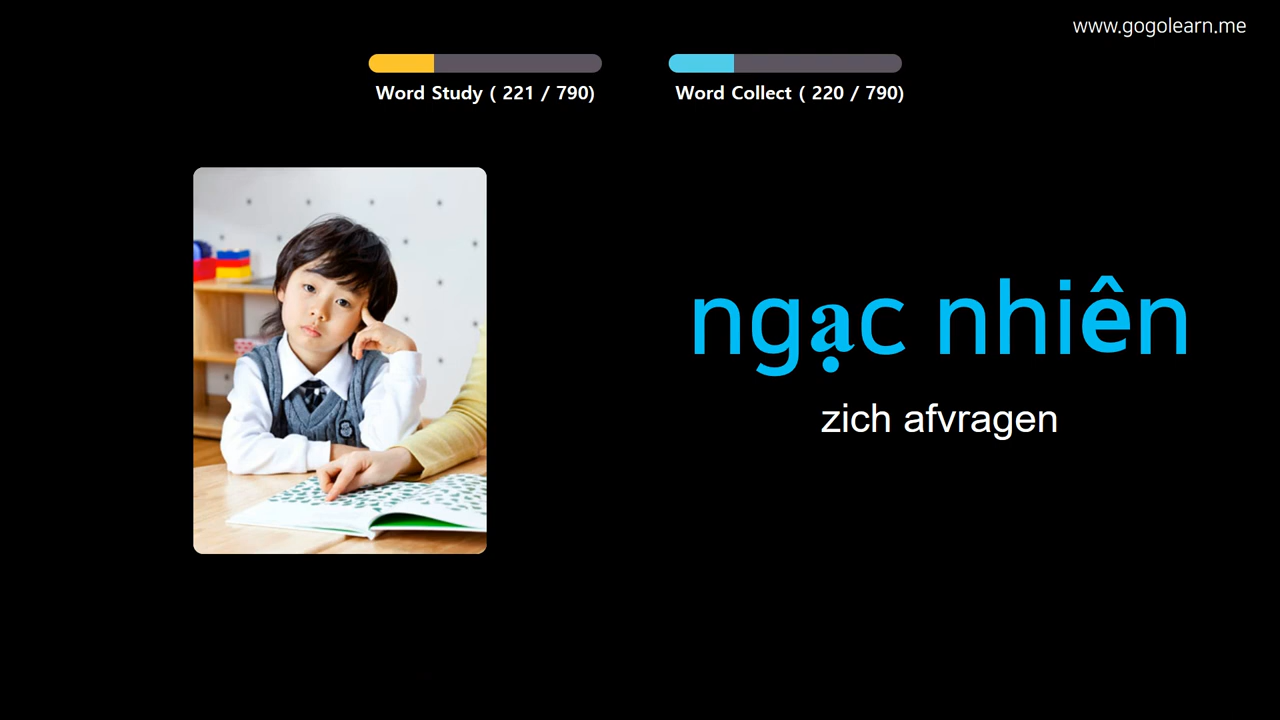 www.gogolearn.me
Word Study ( 221 / 790)
Word Collect ( 220 / 790)
ngạc nhiên
zich afvragen